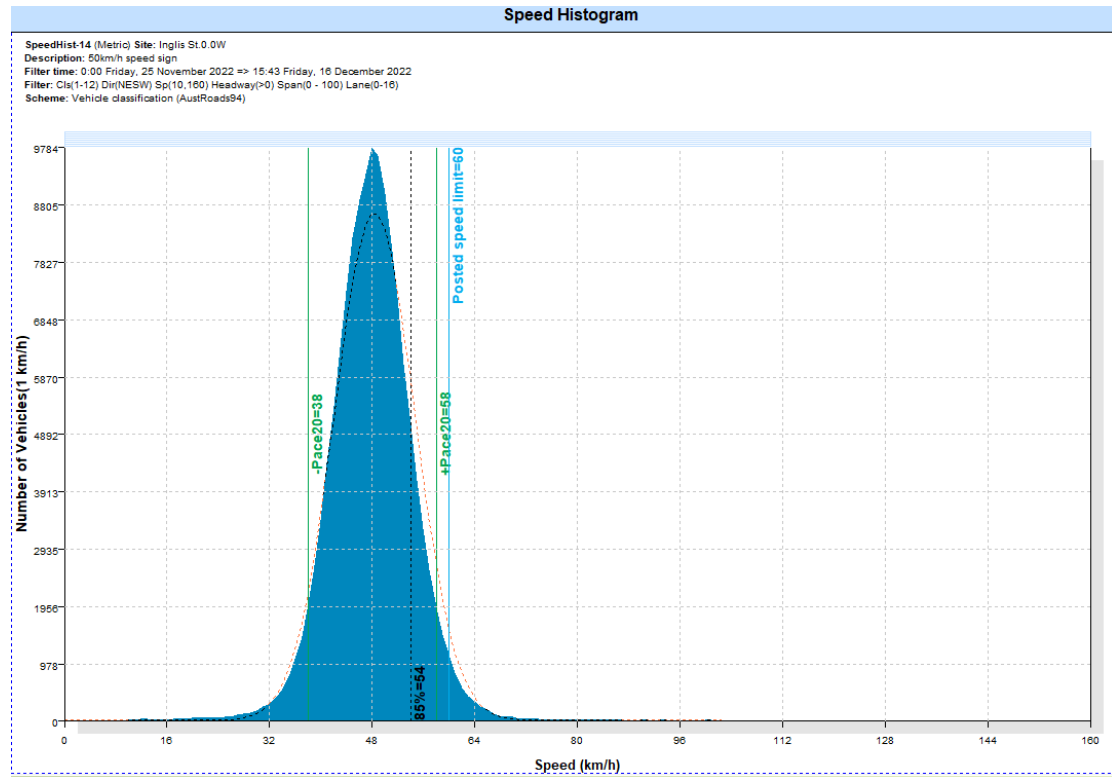 Speed Histogram
SpeedHist-14 (Metric) Site: Inglis St.0.0W
Description: 50km/h speed sign
Filter time: 0:00 Friday, 25 November 2022 => 15:43 Friday, 16 December 2022
Filter: Cls(1-12) Dir(NESW) Sp(10,160) Headway(>0) Span(0 - 100) Lane(0-16)
Scheme: Vehicle classification (AustRoads94)
Number of Vehicles(1 km/h)
9784
8805
7827
6848
5870
4892
3913
2935
1956
978
0
-Pace20=38
85%=54
+Pace20=58
Posted speed limit=60
0 16 32 48 64 80 96 112 128 144 160
Speed (km/h)